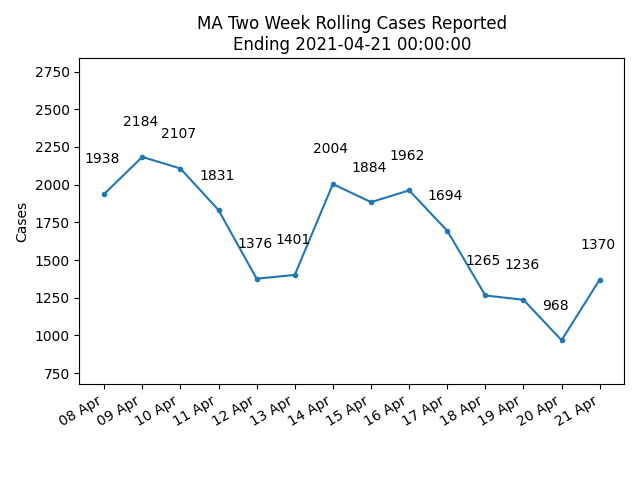 MA Two Week Rolling Cases Reported
Ending 2021-04-21 00:00:00
Cases
2750
2500
2250
2000
1750
1500
1250
1000
750
1938
2184
2107
1831
1376
1401
2004
1884
1962
1694
1265
1236
968
1370
08 Apr
09 Apr
10 Apr
11 Apr
12 Apr
13 Apr
14 Apr
15 Apr
16 Apr
17 Apr
18 Apr
19 Apr
20 Apr
21 Apr